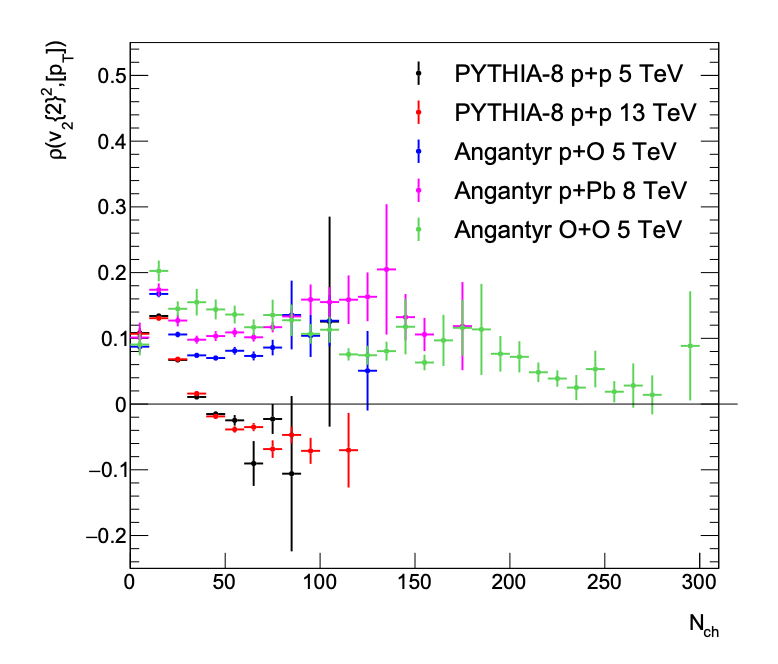 ρ(v₂{2}²,[p_T])
PYTHIA-8 p+p 5 TeV
PYTHIA-8 p+p 13 TeV
Angantyr p+O 5 TeV
Angantyr p+Pb 8 TeV
Angantyr O+O 5 TeV
0.5
0.4
0.3
0.2
0.1
0
−0.1
−0.2
0 50 100 150 200 250 300
N_ch